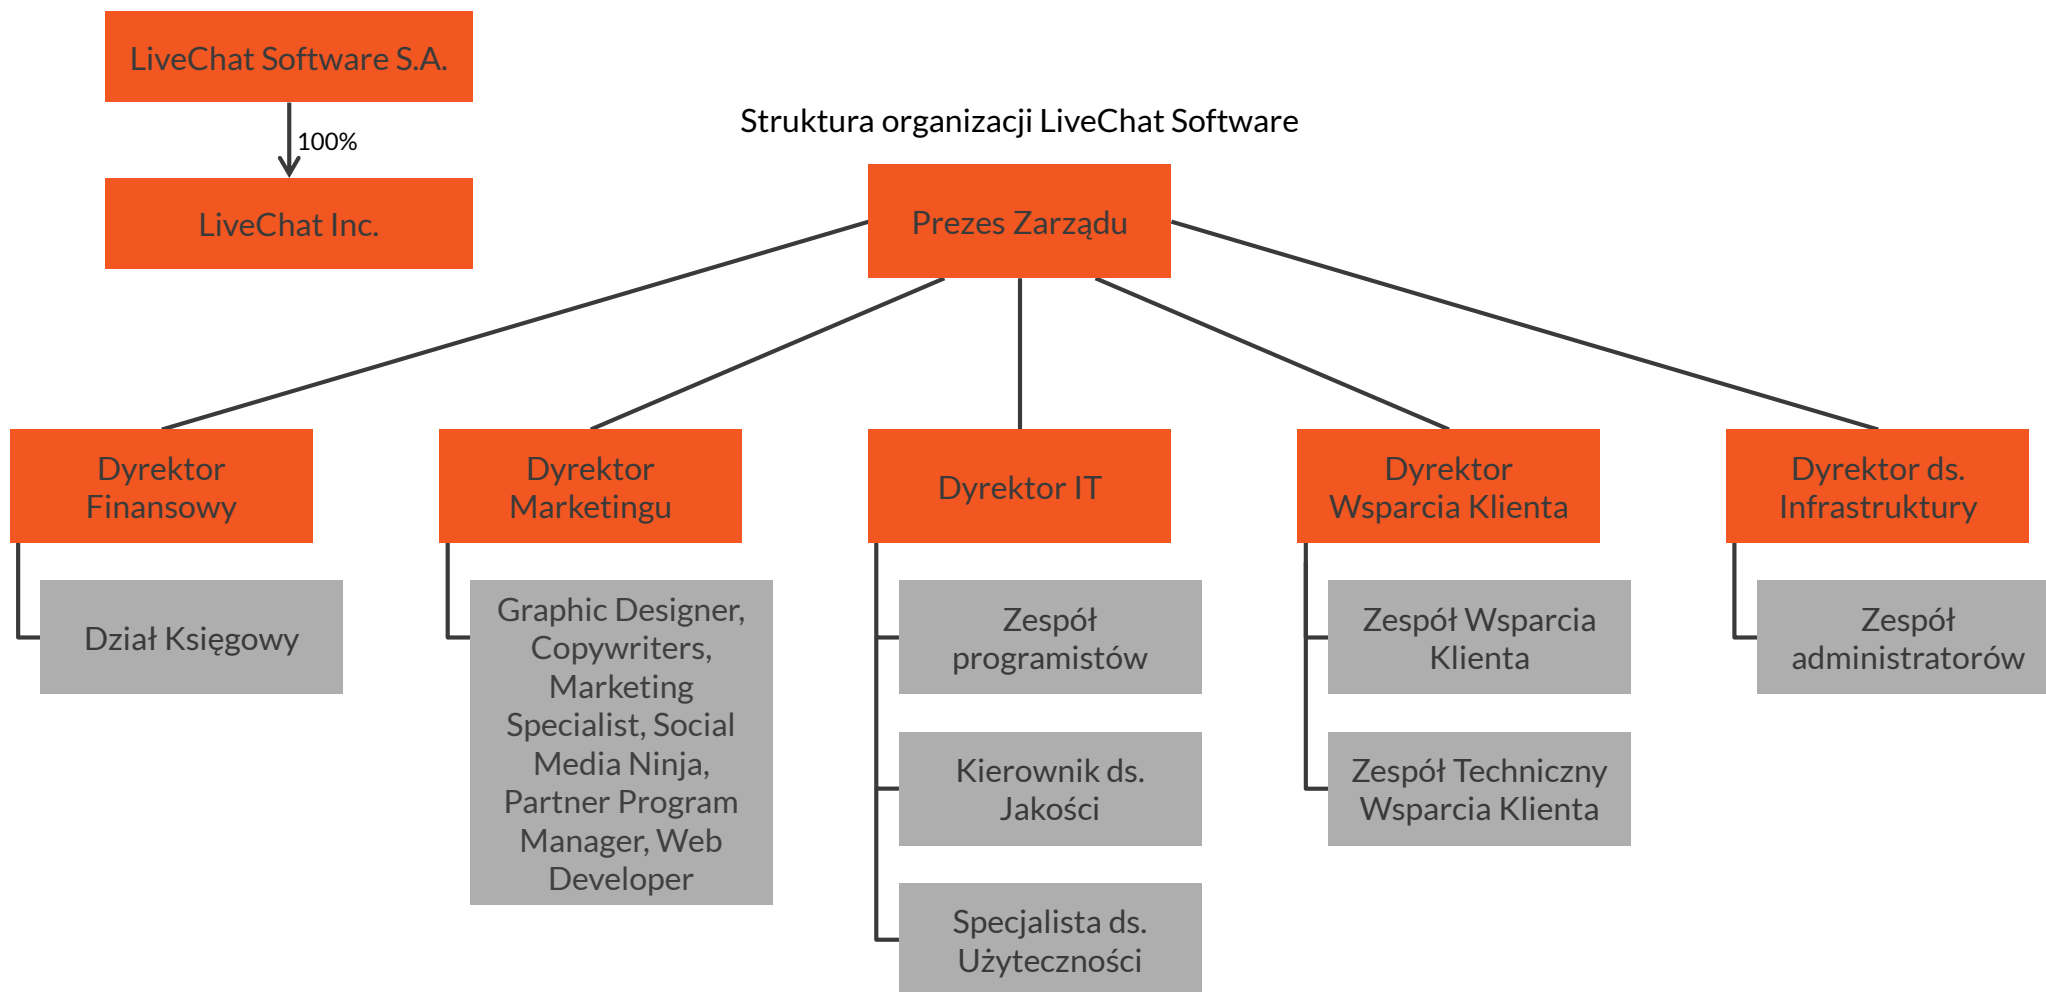 LiveChat Software S.A.
100%
LiveChat Inc.
Struktura organizacji LiveChat Software
Prezes Zarządu
Dyrektor
Finansowy
Dział Księgowy
Dyrektor
Marketingu
Graphic Designer,
Copywriters,
Marketing
Specialist, Social
Media Ninja,
Partner Program
Manager, Web
Developer
Dyrektor IT
Zespół
programistów
Kierownik ds.
Jakości
Specjalista ds.
Użyteczności
Dyrektor
Wsparcia Klienta
Zespół Wsparcia
Klienta
Zespół Techniczny
Wsparcia Klienta
Dyrektor ds.
Infrastruktury
Zespół
administratorów